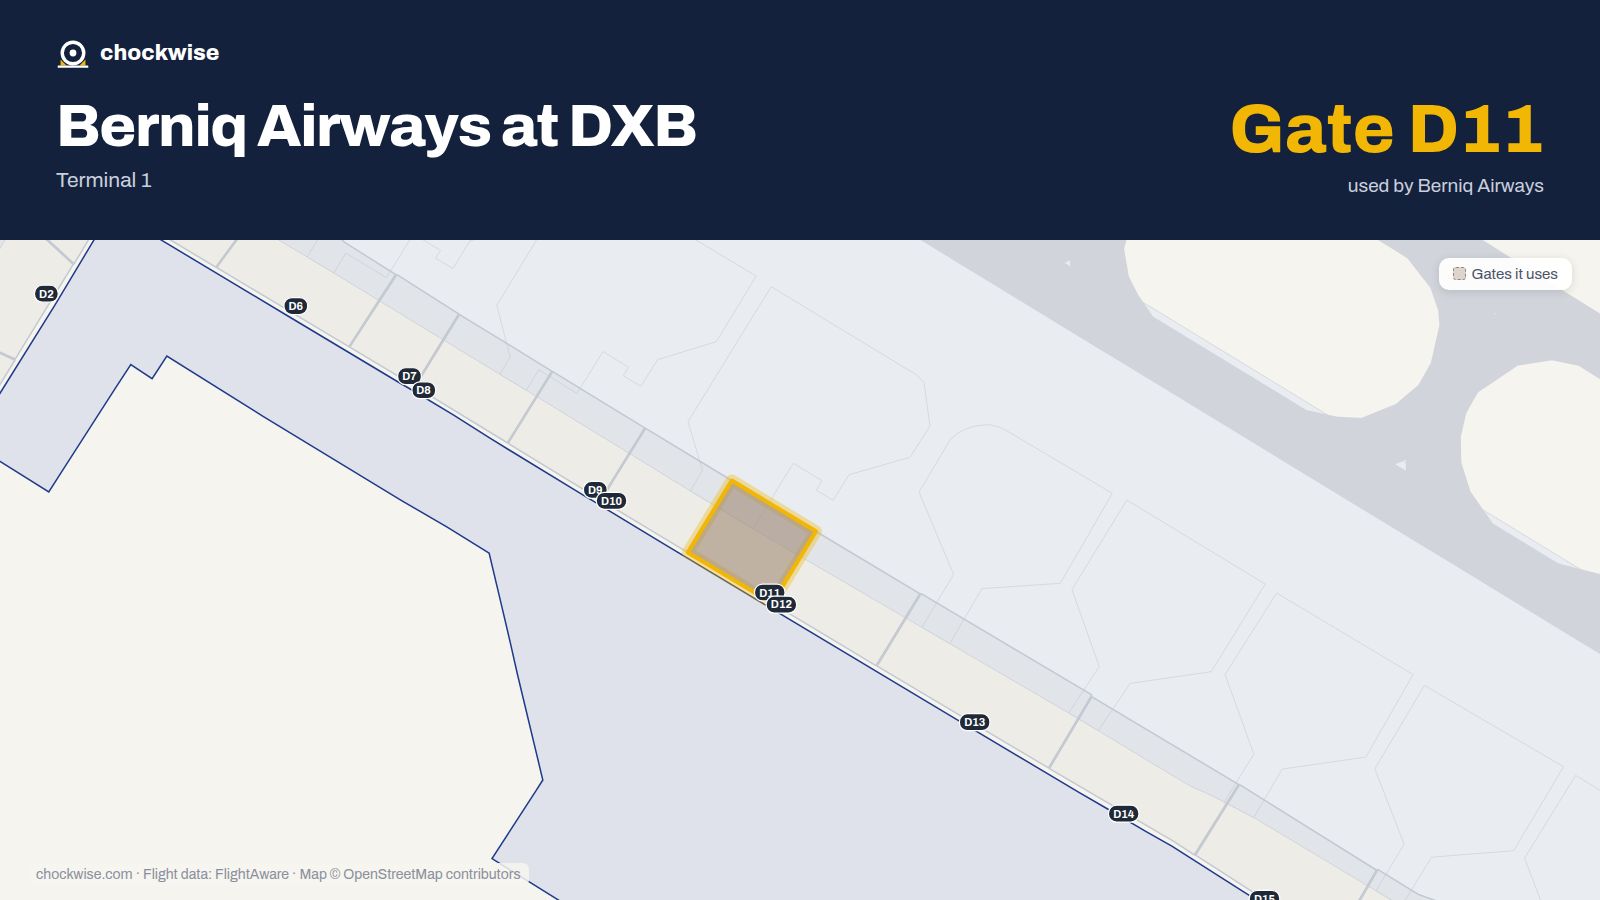 chockwise
Berniq Airways at DXB
Terminal 1
Gate D11
used by Berniq Airways
Gates it uses
D2
D6
D7
D8
D9
D10
D11
D12
D13
D14
D15
chockwise.com · Flight data: FlightAware · Map © OpenStreetMap contributors